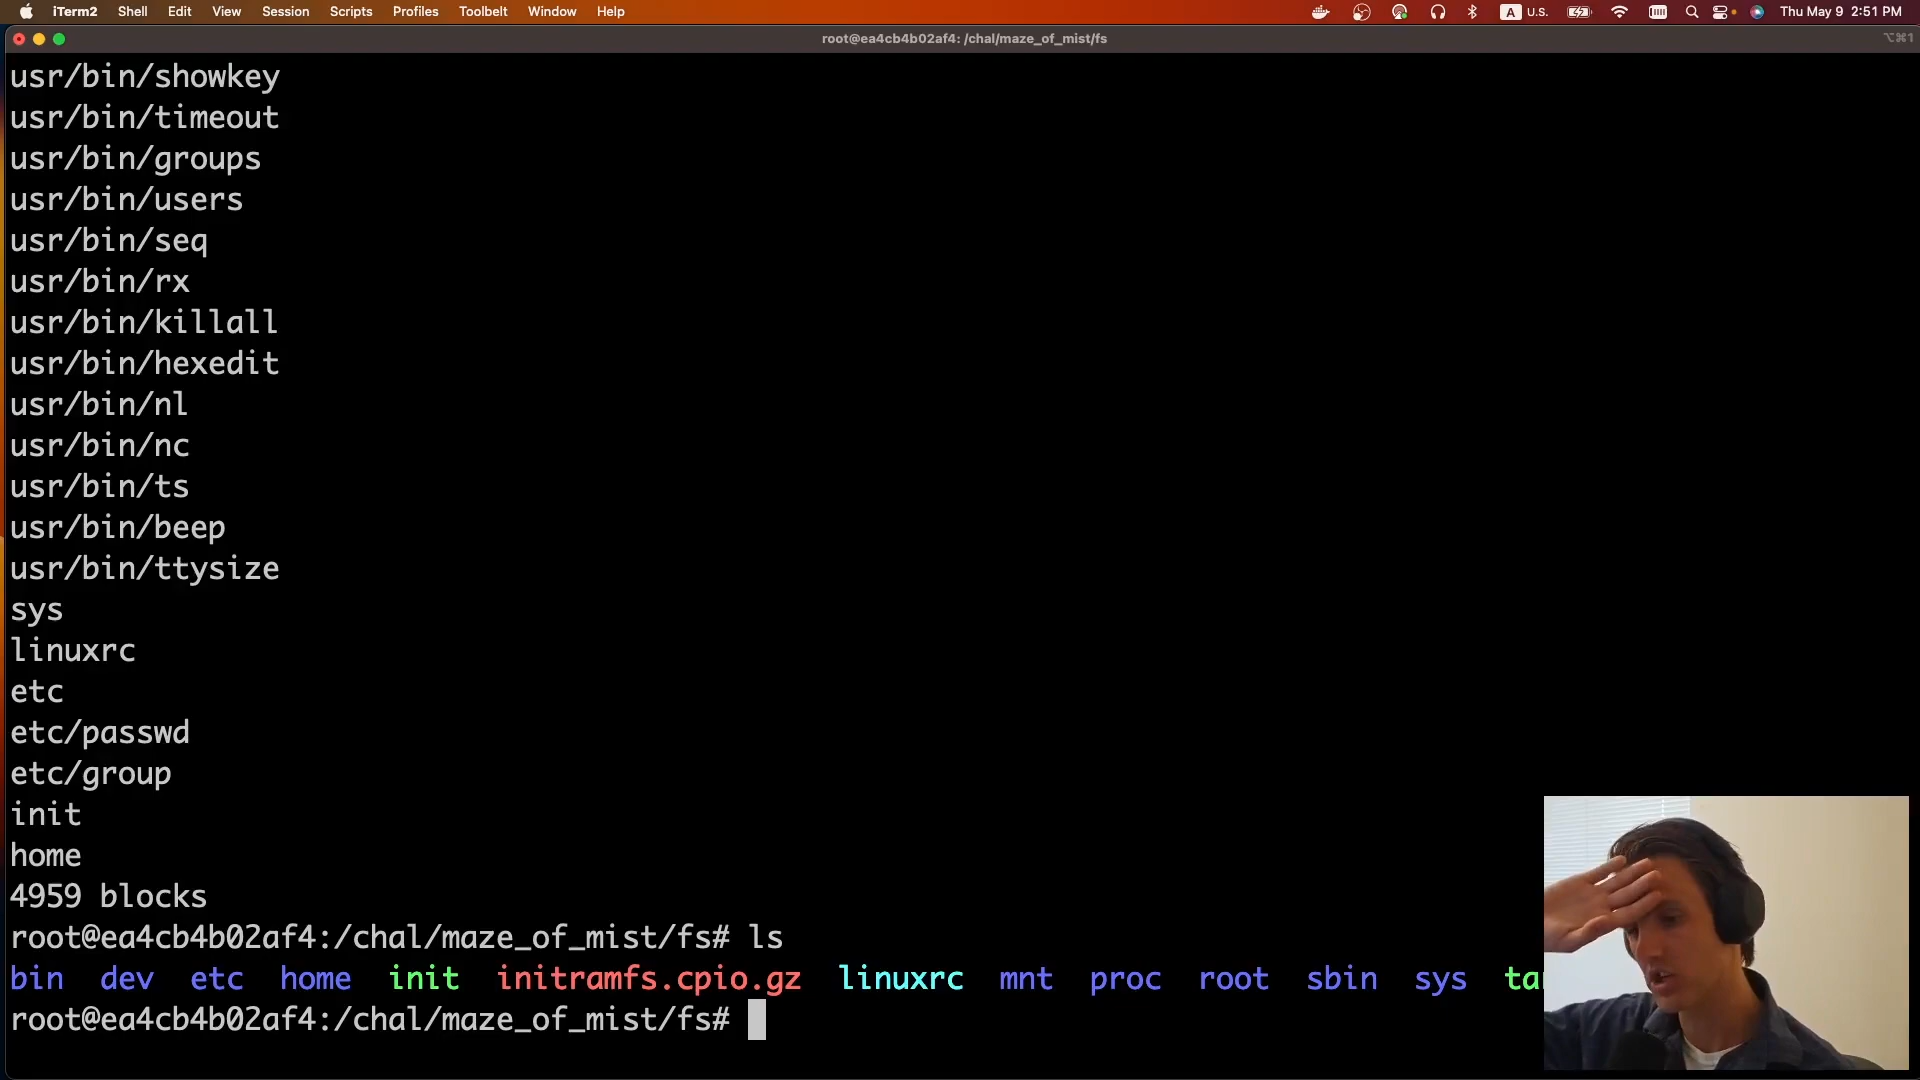 iTerm2 Shell Edit View Session Scripts Profiles Toolbelt Window Help A U.S. Thu May 9 2:51 PM
root@ea4cb4b02af4: /chal/maze_of_mist/fs ⌥⌘1
usr/bin/showkey
usr/bin/timeout
usr/bin/groups
usr/bin/users
usr/bin/seq
usr/bin/rx
usr/bin/killall
usr/bin/hexedit
usr/bin/nl
usr/bin/nc
usr/bin/ts
usr/bin/beep
usr/bin/ttysize
sys
linuxrc
etc
etc/passwd
etc/group
init
home
4959 blocks
root@ea4cb4b02af4:/chal/maze_of_mist/fs# ls
bin dev etc home init initramfs.cpio.gz linuxrc mnt proc root sbin sys
root@ea4cb4b02af4:/chal/maze_of_mist/fs#